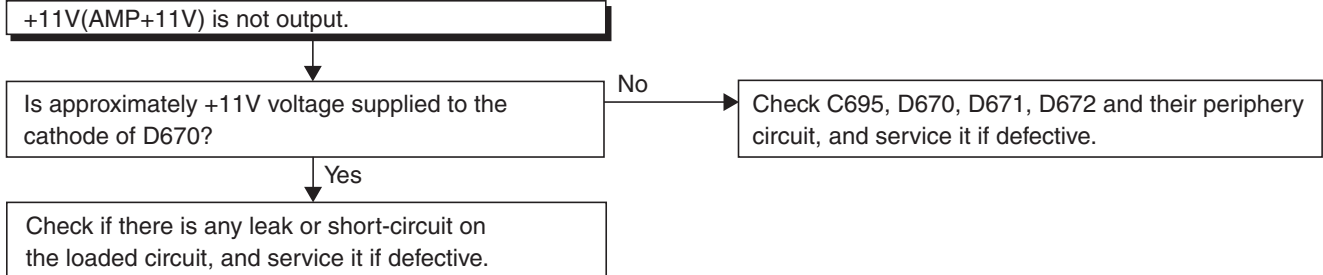 +11V(AMP+11V) is not output.
Is approximately +11V voltage supplied to the
cathode of D670?
No
Check C695, D670, D671, D672 and their periphery
circuit, and service it if defective.
Yes
Check if there is any leak or short-circuit on
the loaded circuit, and service it if defective.